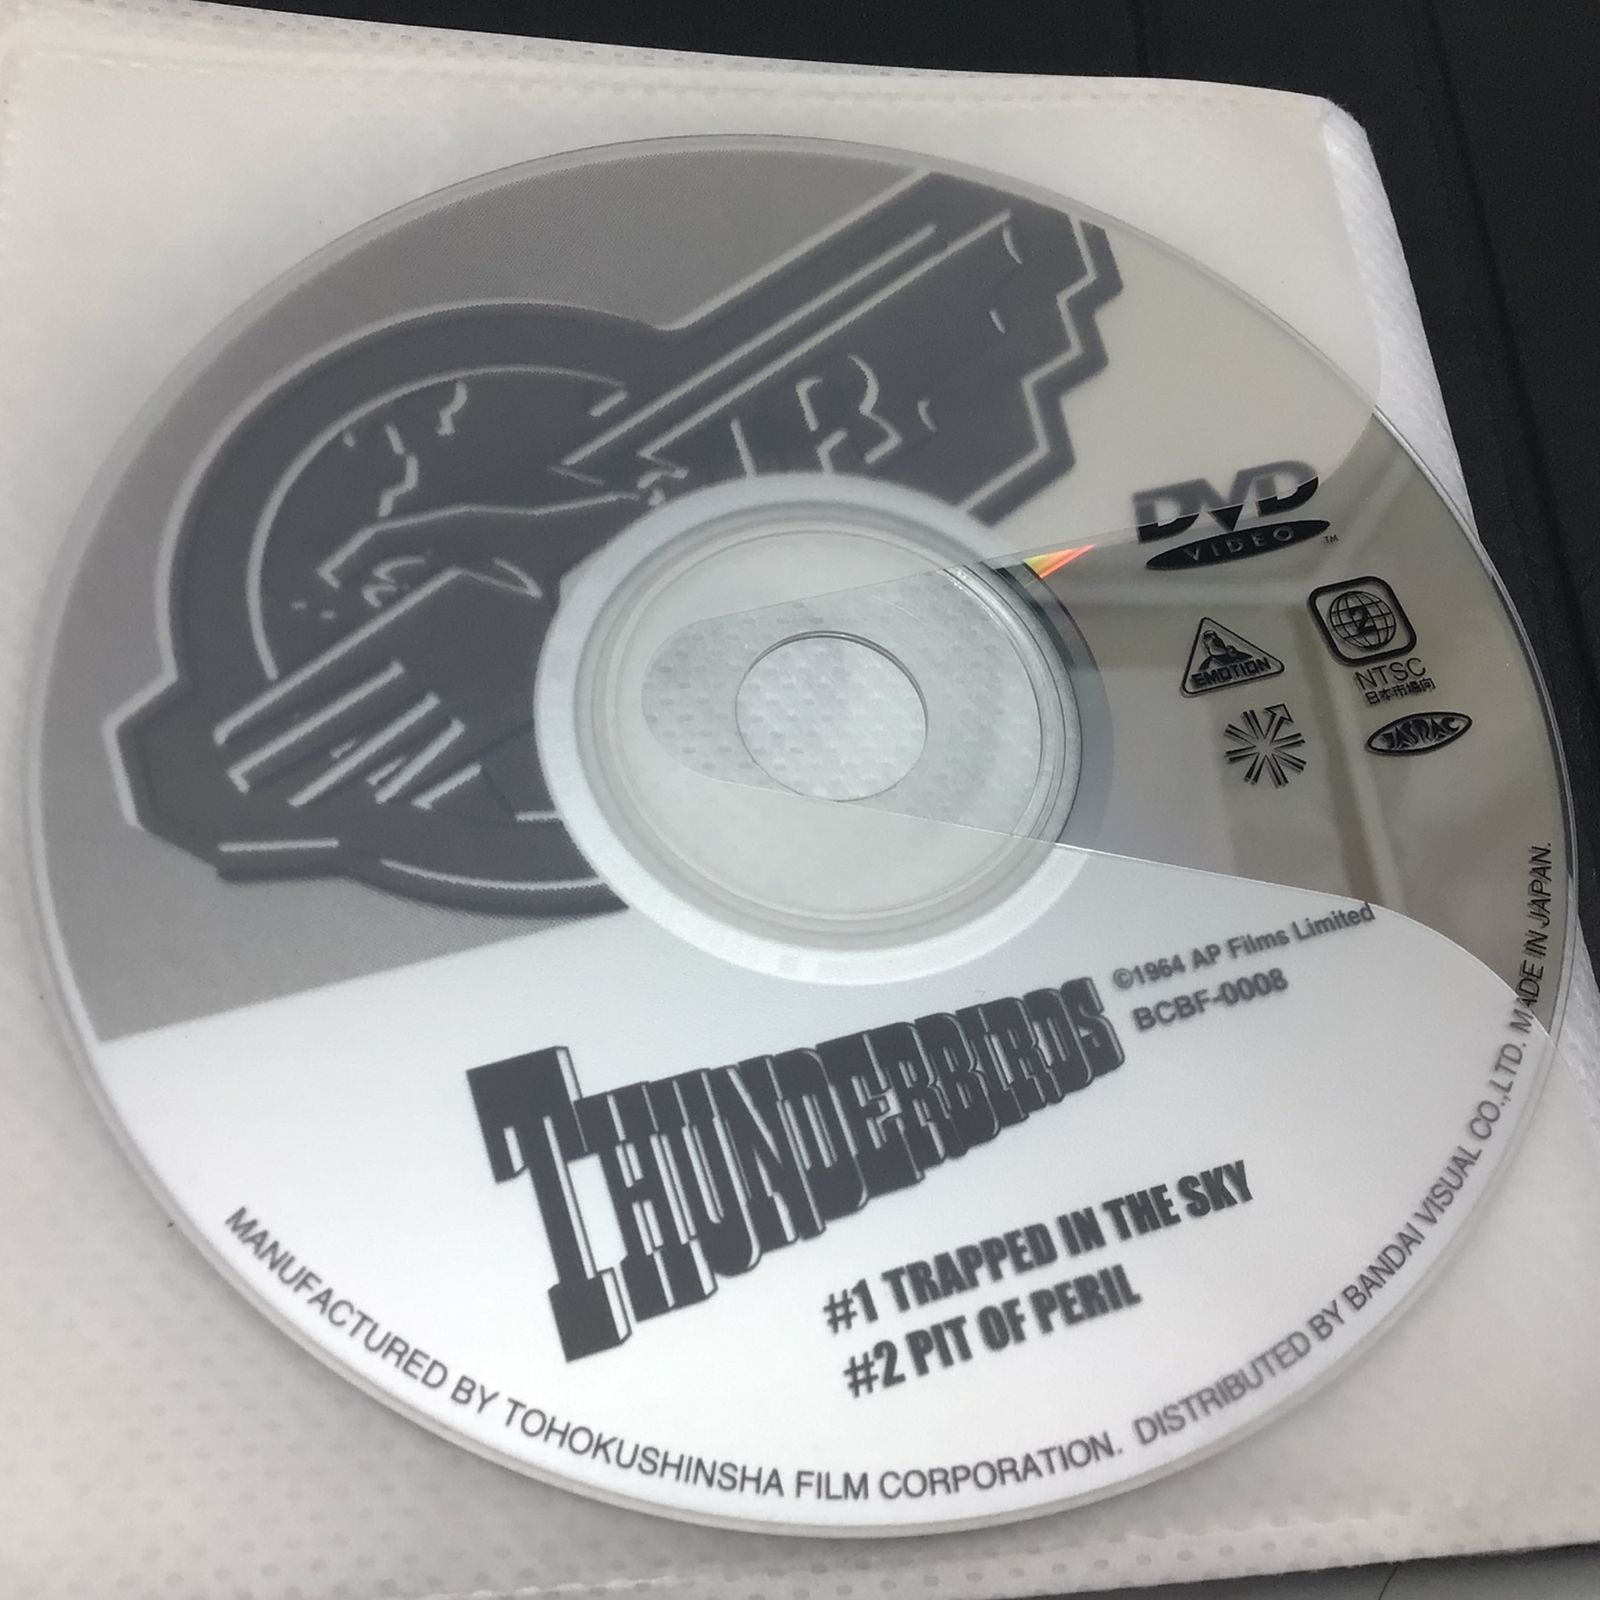 IR
DVD
VIDEO
TM
EMOTION
2
NTSC
日本市場向
JASRAC
©1964 AP Films Limited
BCBF-0008
THUNDERBIRDS
#1 TRAPPED IN THE SKY
#2 PIT OF PERIL
MANUFACTURED BY TOHOKUSHINSHA FILM CORPORATION. DISTRIBUTED BY BANDAI VISUAL CO.,LTD. MADE IN JAPAN.